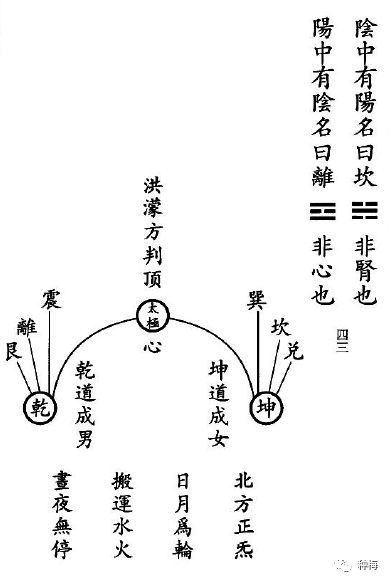 陰中有陽名曰坎☵非腎也
陽中有陰名曰離☲非心也
四三
洪濛方判頂
太極
心
兌
坎
巽
坤
坤道成女
乾道成男
震
離
艮
乾
北方正炁
日月爲輪
搬運水火
晝夜無停
种海